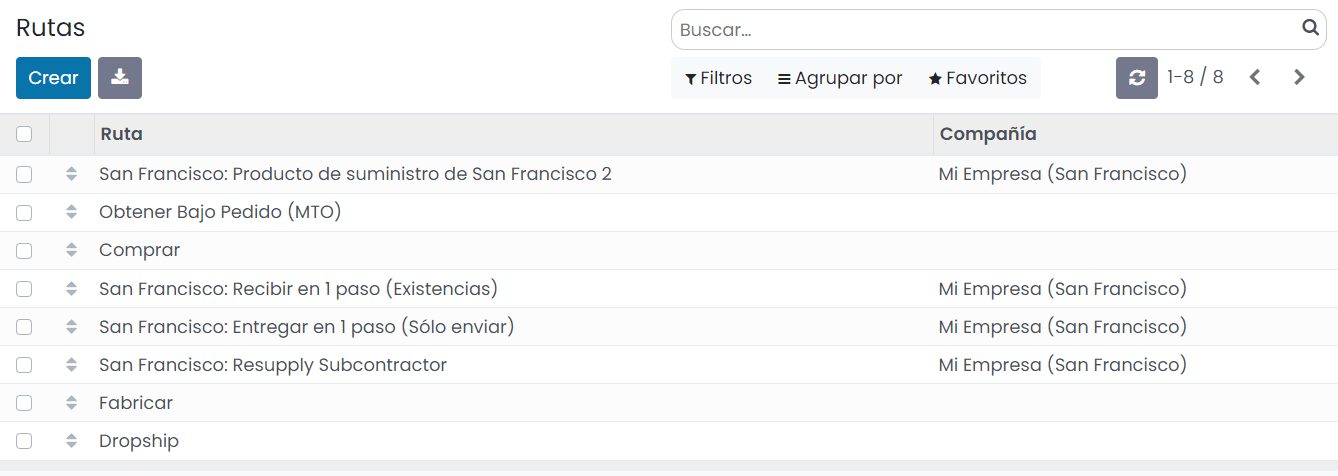 Rutas
Buscar...
Crear
Filtros Agrupar por Favoritos 1-8 / 8
Ruta Compañía
San Francisco: Producto de suministro de San Francisco 2 Mi Empresa (San Francisco)
Obtener Bajo Pedido (MTO)
Comprar
San Francisco: Recibir en 1 paso (Existencias) Mi Empresa (San Francisco)
San Francisco: Entregar en 1 paso (Sólo enviar) Mi Empresa (San Francisco)
San Francisco: Resupply Subcontractor Mi Empresa (San Francisco)
Fabricar
Dropship